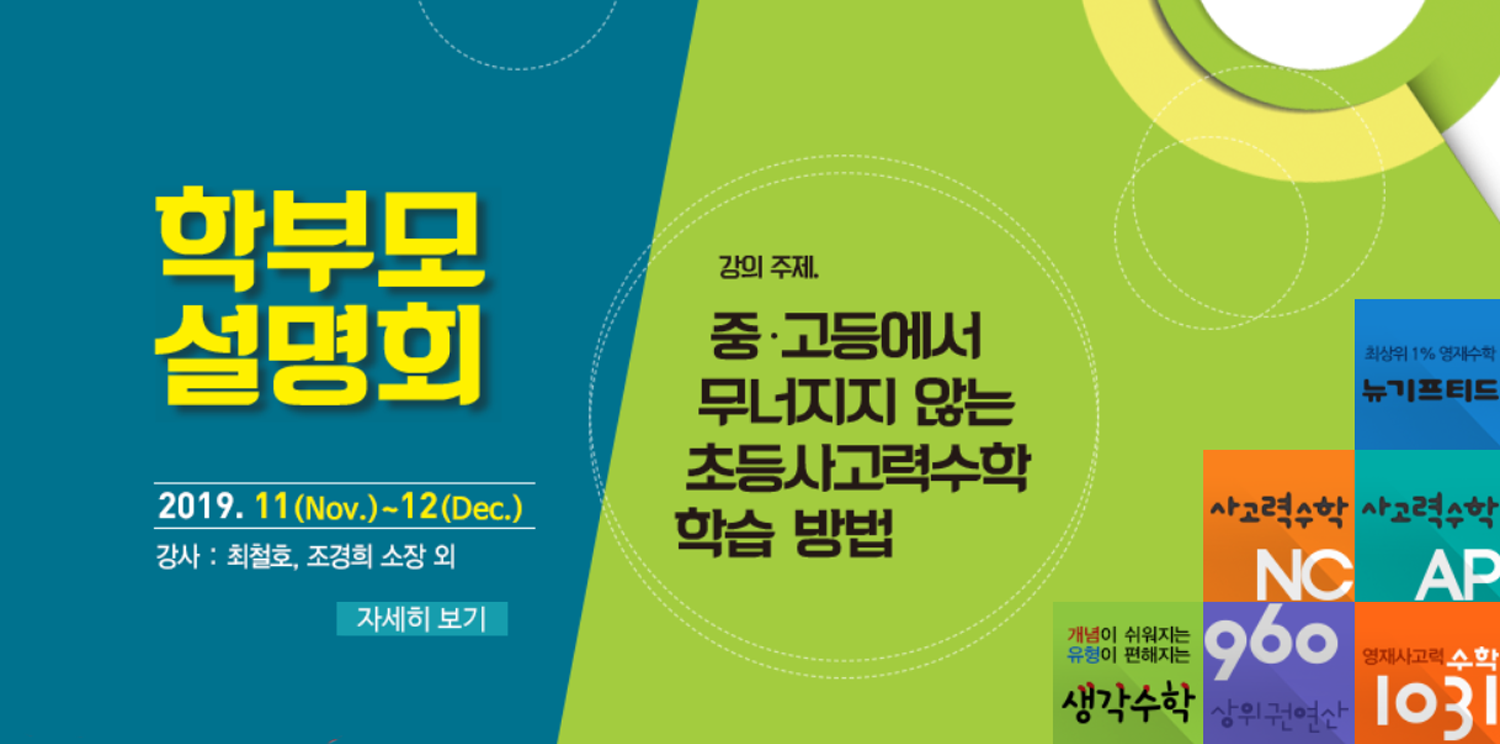 학부모
설명회
2019. 11(Nov.)~12(Dec.)
강사 : 최철호, 조경희 소장 외
자세히 보기
강의 주제.
중·고등에서
무너지지 않는
초등사고력수학
학습 방법
최상위 1% 영재수학
뉴기프티드
사고력수학
NC
사고력수학
AP
개념이 쉬워지는
유형이 편해지는
생각수학
960
상위권연산
영재사고력수학
1031